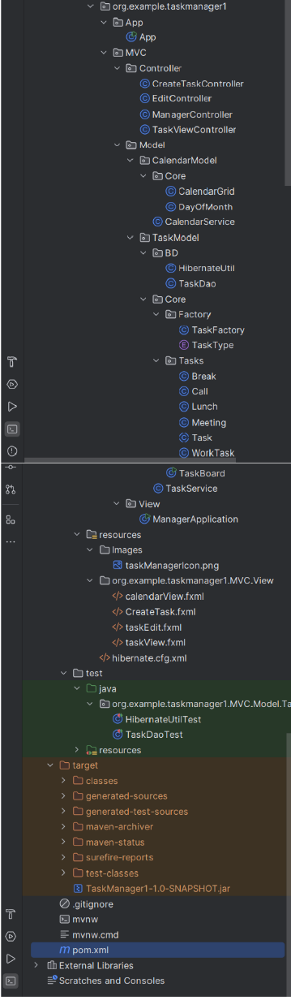 org.example.taskmanager1
App
App
MVC
Controller
CreateTaskController
EditController
ManagerController
TaskViewController
Model
CalendarModel
Core
CalendarGrid
DayOfMonth
CalendarService
TaskModel
BD
HibernateUtil
TaskDao
Core
Factory
TaskFactory
TaskType
Tasks
Break
Call
Lunch
Meeting
Task
WorkTask
TaskBoard
TaskService
View
ManagerApplication
resources
Images
taskManagerIcon.png
org.example.taskmanager1.MVC.View
calendarView.fxml
CreateTask.fxml
taskEdit.fxml
taskView.fxml
hibernate.cfg.xml
test
java
org.example.taskmanager1.MVC.Model.Ta
HibernateUtilTest
TaskDaoTest
resources
target
classes
generated-sources
generated-test-sources
maven-archiver
maven-status
surefire-reports
test-classes
TaskManager1-1.0-SNAPSHOT.jar
.gitignore
mvnw
mvnw.cmd
pom.xml
External Libraries
Scratches and Consoles